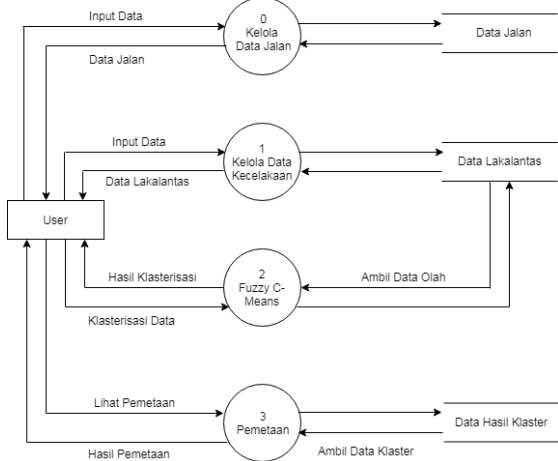 Input Data
0
Kelola
Data Jalan
Data Jalan
Data Jalan
Input Data
1
Kelola Data
Kecelakaan
Data Lakalantas
Data Lakalantas
User
Hasil Klasterisasi
2
Fuzzy C-
Means
Ambil Data Olah
Klasterisasi Data
Lihat Pemetaan
3
Pemetaan
Data Hasil Klaster
Hasil Pemetaan
Ambil Data Klaster